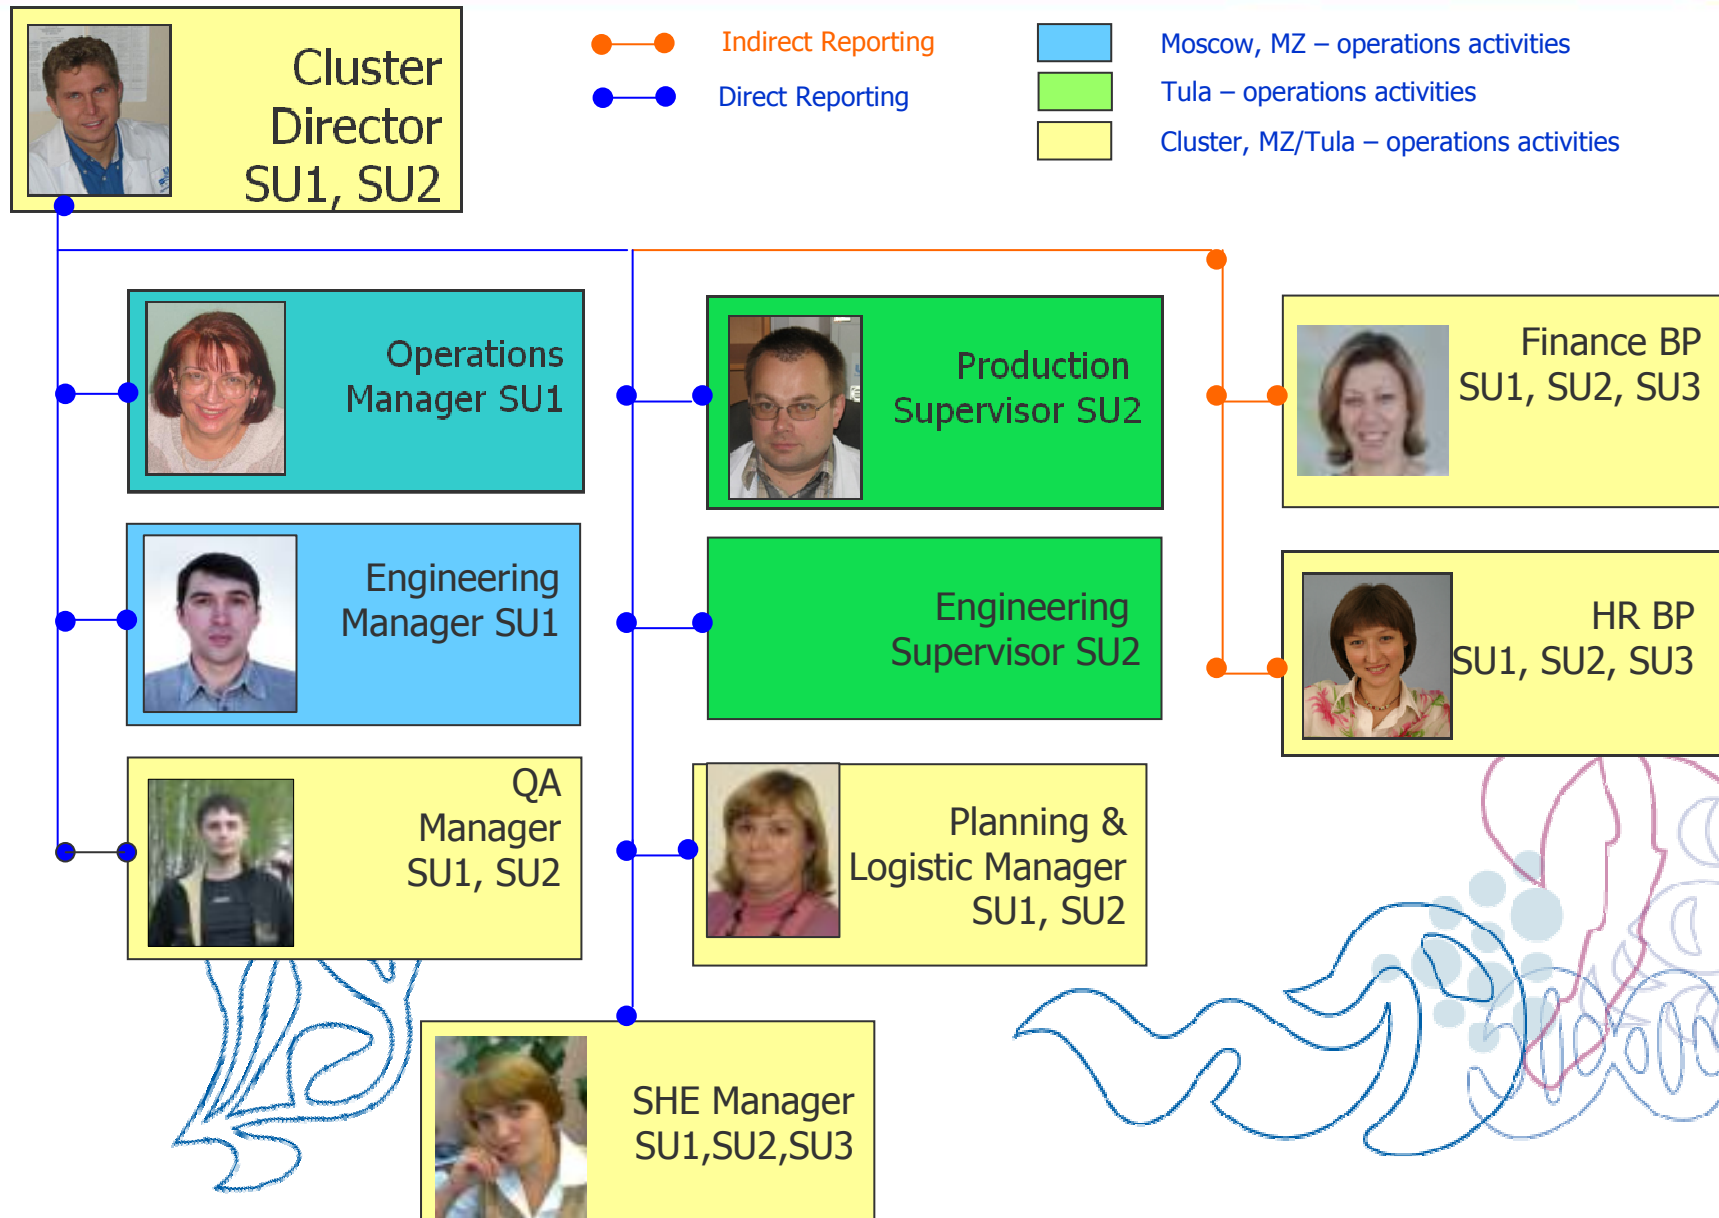 Cluster
Director
SU1, SU2
Indirect Reporting
Direct Reporting
Moscow, MZ – operations activities
Tula – operations activities
Cluster, MZ/Tula – operations activities
Operations
Manager SU1
Production
Supervisor SU2
Finance BP
SU1, SU2, SU3
Engineering
Manager SU1
Engineering
Supervisor SU2
HR BP
SU1, SU2, SU3
QA
Manager
SU1, SU2
Planning &
Logistic Manager
SU1, SU2
SHE Manager
SU1,SU2,SU3